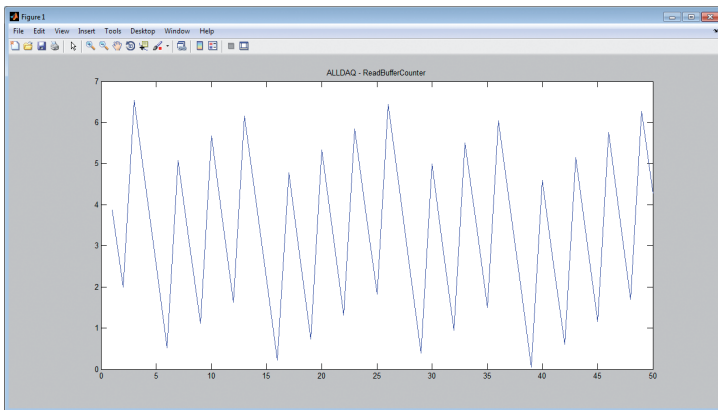 Figure 1
File Edit View Insert Tools Desktop Window Help
ALLDAQ - ReadBufferCounter
7
6
5
4
3
2
1
0
0 5 10 15 20 25 30 35 40 45 50